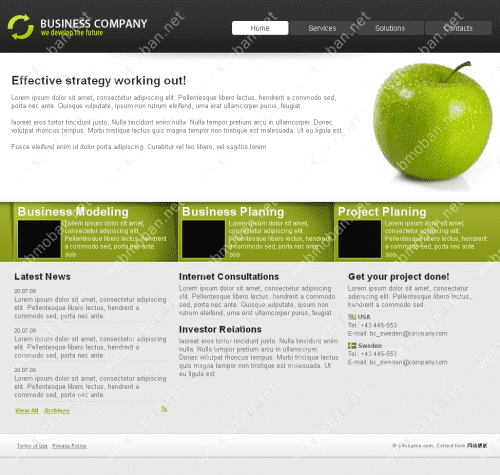 BUSINESS COMPANY
we develop the future
Home
Services
Solutions
Contacts
Effective strategy working out!
Lorem ipsum dolor sit amet, consectetur adipiscing elit. Pellentesque libero lectus, hendrerit a commodo sed,
porta nec ante. Quisque vulputate, ipsum non rutrum eleifend, urna erat ullamcorper purus, feugiat
laoreet eros tortor tincidunt justo. Nulla tincidunt enim nulla. Nullam tempor pretium arcu in ullamcorper. Donec
volutpat rhoncus tempus. Morbi tristique lectus quis magna tempor non tristique est malesuada. Ut eu ligula est.
Fusce eleifend enim id dolor porta adipiscing. Curabitur vel leo libero, vel sagittis lorem.
Business Modeling
Lorem ipsum dolor sit amet,
consectetur adipiscing elit.
Pellentesque libero lectus, hendrerit
a commodo sed, porta nec ante.
Business Planing
Lorem ipsum dolor sit amet,
consectetur adipiscing elit.
Pellentesque libero lectus, hendrerit
a commodo sed, porta nec ante.
Project Planing
Lorem ipsum dolor sit amet,
consectetur adipiscing elit.
Pellentesque libero lectus, hendrerit
a commodo sed, porta nec ante.
Latest News
20.07.09
Lorem ipsum dolor sit amet, consectetur adipiscing
elit. Pellentesque libero lectus, hendrerit a
commodo sed, porta nec ante.
20.07.09
Lorem ipsum dolor sit amet, consectetur adipiscing
elit. Pellentesque libero lectus, hendrerit a
commodo sed, porta nec ante.
20.07.09
Lorem ipsum dolor sit amet, consectetur adipiscing
elit. Pellentesque libero lectus, hendrerit a
commodo sed, porta nec ante.
View All
Archives
Internet Consultations
Lorem ipsum dolor sit amet, consectetur adipiscing elit.
Pellentesque libero lectus, hendrerit a commodo sed,
porta nec ante. Quisque vulputate, ipsum non rutrum
eleifend, urna erat ullamcorper purus, feugiat
Investor Relations
laoreet eros tortor tincidunt justo. Nulla tincidunt enim
nulla. Nullam tempor pretium arcu in ullamcorper.
Donec volutpat rhoncus tempus. Morbi tristique lectus
quis magna tempor non tristique est malesuada. Ut
eu ligula est.
Get your project done!
Lorem ipsum dolor sit amet, consectetur
adipiscing elit. Pellentesque libero lectus,
hendrerit a commodo sed, porta nec ante.
USA
Tel.: +43 445-553
E-mail: bc_sweden@company.com
Sweden
Tel.: +43 445-553
E-mail: bc_sweden@company.com
Terms of Use
Privacy Policy
Collect from 网站模板